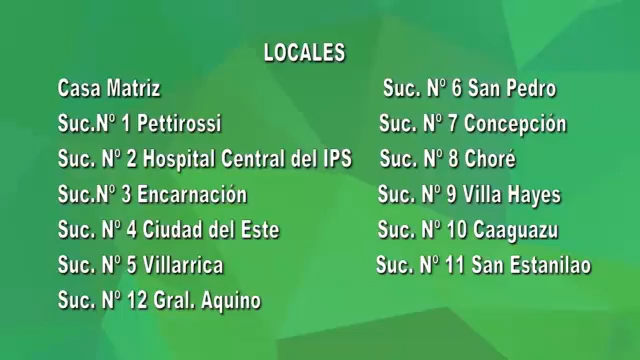 LOCALES
Casa Matriz
Suc.Nº 1 Pettirossi
Suc. Nº 2 Hospital Central del IPS
Suc.Nº 3 Encarnación
Suc. Nº 4 Ciudad del Este
Suc. Nº 5 Villarrica
Suc. Nº 12 Gral. Aquino
Suc. Nº 6 San Pedro
Suc. Nº 7 Concepción
Suc. Nº 8 Choré
Suc. Nº 9 Villa Hayes
Suc. Nº 10 Caaguazu
Suc. Nº 11 San Estanilao